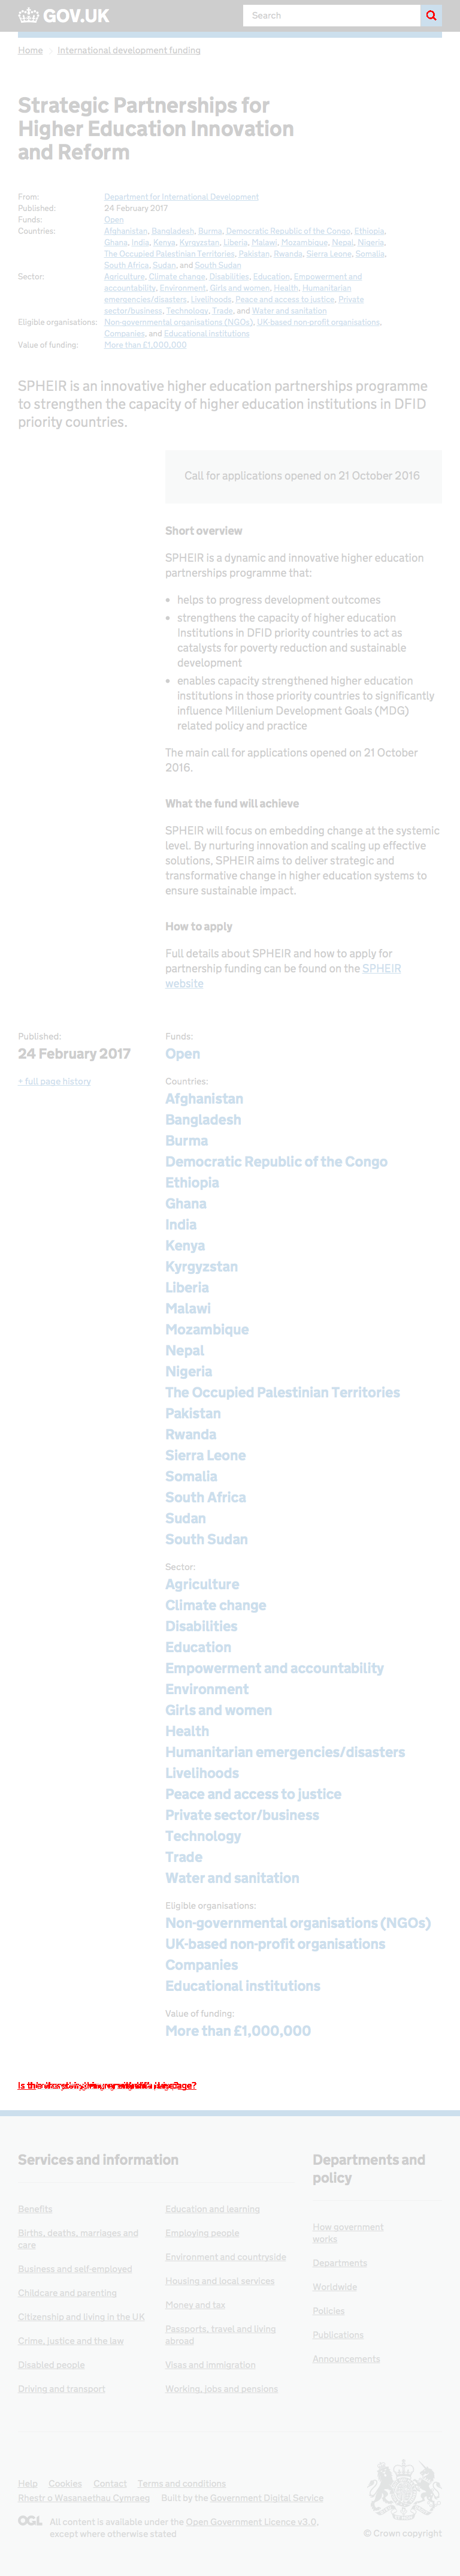 GOV.UK
Search
Home
International development funding
Strategic Partnerships for
Higher Education Innovation
and Reform
From: Department for International Development
Published: 24 February 2017
Funds: Open
Countries: Afghanistan, Bangladesh, Burma, Democratic Republic of the Congo, Ethiopia,
Ghana, India, Kenya, Kyrgyzstan, Liberia, Malawi, Mozambique, Nepal, Nigeria,
The Occupied Palestinian Territories, Pakistan, Rwanda, Sierra Leone, Somalia,
South Africa, Sudan, and South Sudan
Sector: Agriculture, Climate change, Disabilities, Education, Empowerment and
accountability, Environment, Girls and women, Health, Humanitarian
emergencies/disasters, Livelihoods, Peace and access to justice, Private
sector/business, Technology, Trade, and Water and sanitation
Eligible organisations: Non-governmental organisations (NGOs), UK-based non-profit organisations,
Companies, and Educational institutions
Value of funding: More than £1,000,000
SPHEIR is an innovative higher education partnerships programme
to strengthen the capacity of higher education institutions in DFID
priority countries.
Call for applications opened on 21 October 2016
Short overview
SPHEIR is a dynamic and innovative higher education
partnerships programme that:
• helps to progress development outcomes
• strengthens the capacity of higher education
Institutions in DFID priority countries to act as
catalysts for poverty reduction and sustainable
development
• enables capacity strengthened higher education
institutions in those priority countries to significantly
influence Millenium Development Goals (MDG)
related policy and practice
The main call for applications opened on 21 October
2016.
What the fund will achieve
SPHEIR will focus on embedding change at the systemic
level. By nurturing innovation and scaling up effective
solutions, SPHEIR aims to deliver strategic and
transformative change in higher education systems to
ensure sustainable impact.
How to apply
Full details about SPHEIR and how to apply for
partnership funding can be found on the SPHEIR
website
Published:
24 February 2017
+ full page history
Funds:
Open
Countries:
Afghanistan
Bangladesh
Burma
Democratic Republic of the Congo
Ethiopia
Ghana
India
Kenya
Kyrgyzstan
Liberia
Malawi
Mozambique
Nepal
Nigeria
The Occupied Palestinian Territories
Pakistan
Rwanda
Sierra Leone
Somalia
South Africa
Sudan
South Sudan
Sector:
Agriculture
Climate change
Disabilities
Education
Empowerment and accountability
Environment
Girls and women
Health
Humanitarian emergencies/disasters
Livelihoods
Peace and access to justice
Private sector/business
Technology
Trade
Water and sanitation
Eligible organisations:
Non-governmental organisations (NGOs)
UK-based non-profit organisations
Companies
Educational institutions
Value of funding:
More than £1,000,000
Services and information
Benefits
Births, deaths, marriages and
care
Business and self-employed
Childcare and parenting
Citizenship and living in the UK
Crime, justice and the law
Disabled people
Driving and transport
Education and learning
Employing people
Environment and countryside
Housing and local services
Money and tax
Passports, travel and living
abroad
Visas and immigration
Working, jobs and pensions
Departments and
policy
How government
works
Departments
Worldwide
Policies
Publications
Announcements
Help Cookies Contact Terms and conditions
Rhestr o Wasanaethau Cymraeg Built by the Government Digital Service
OGL All content is available under the Open Government Licence v3.0,
except where otherwise stated
© Crown copyright